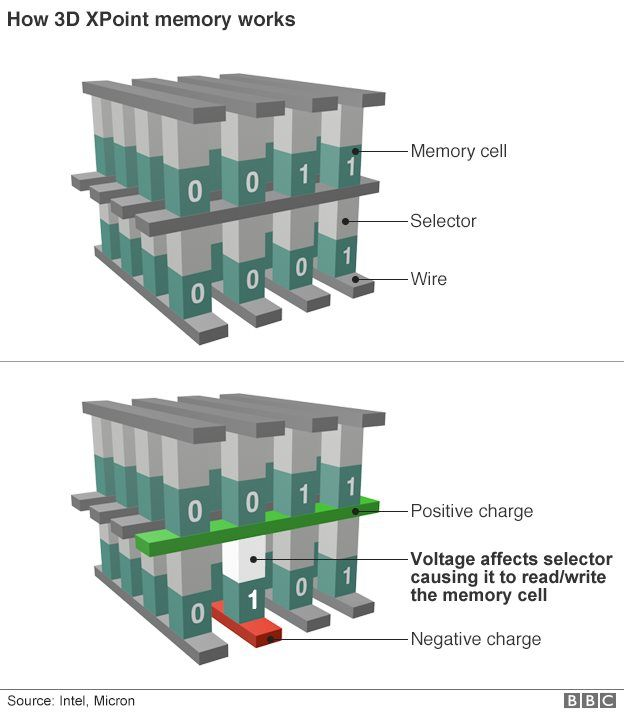 How 3D XPoint memory works
0 0 1 1
Memory cell
Selector
0 0 0 1
Wire
0 0 1 1
Positive charge
Voltage affects selector
causing it to read/write
the memory cell
0 1 0 1
Negative charge
Source: Intel, Micron
BBC